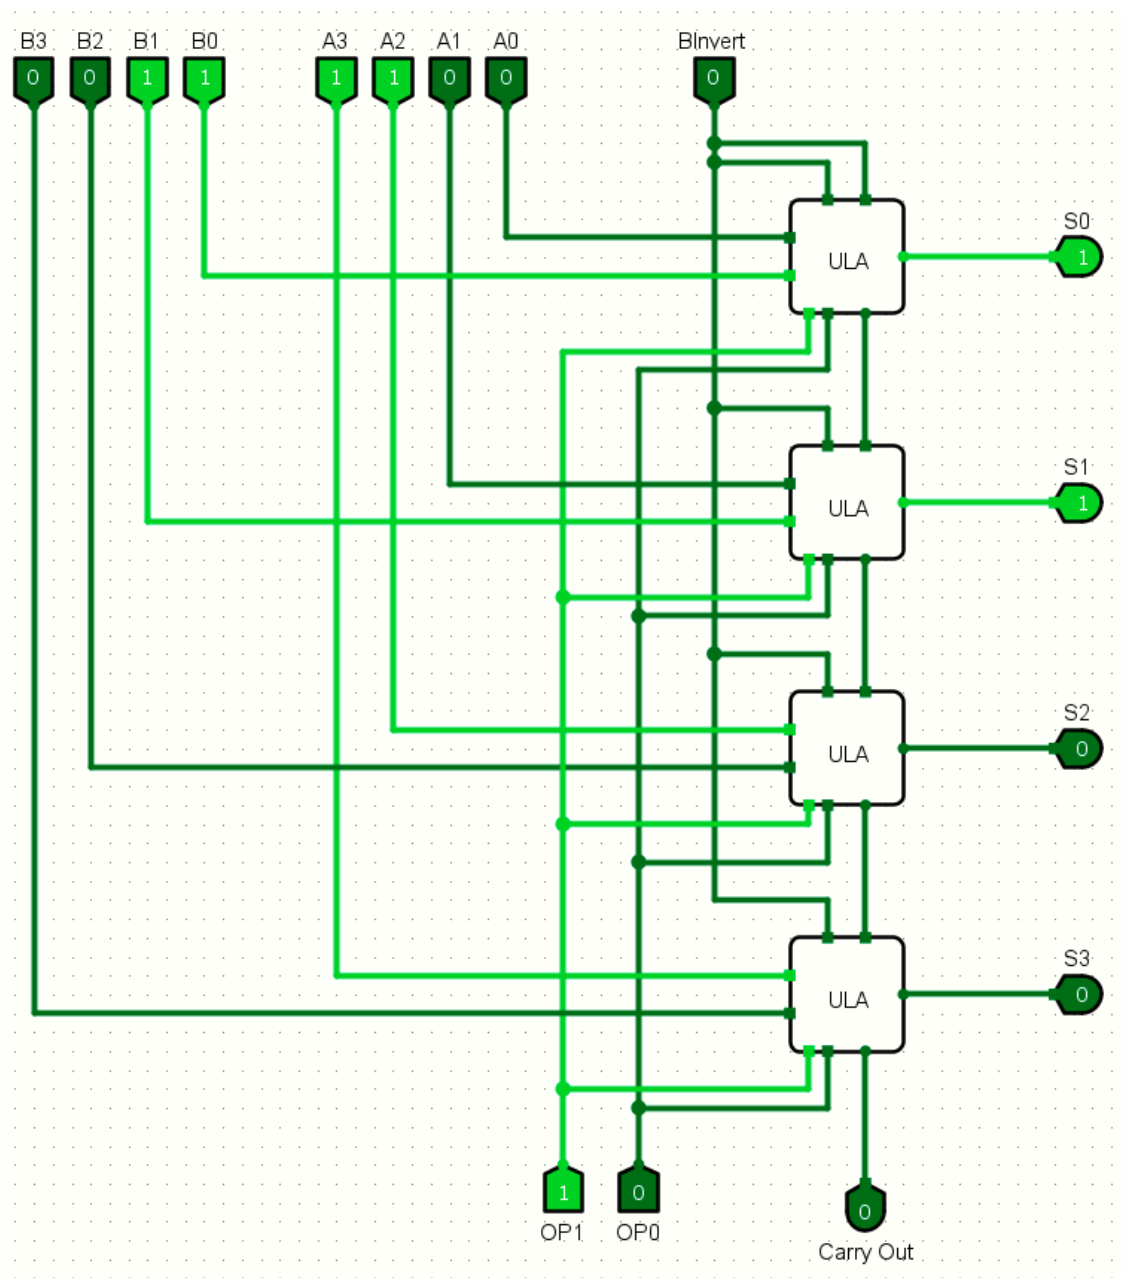 B3 B2 B1 B0 A3 A2 A1 A0 BInvert
0 0 1 1 1 1 0 0 0
S0
1
ULA
S1
1
ULA
S2
0
ULA
S3
0
ULA
1 0 0
OP1 OP0
Carry Out